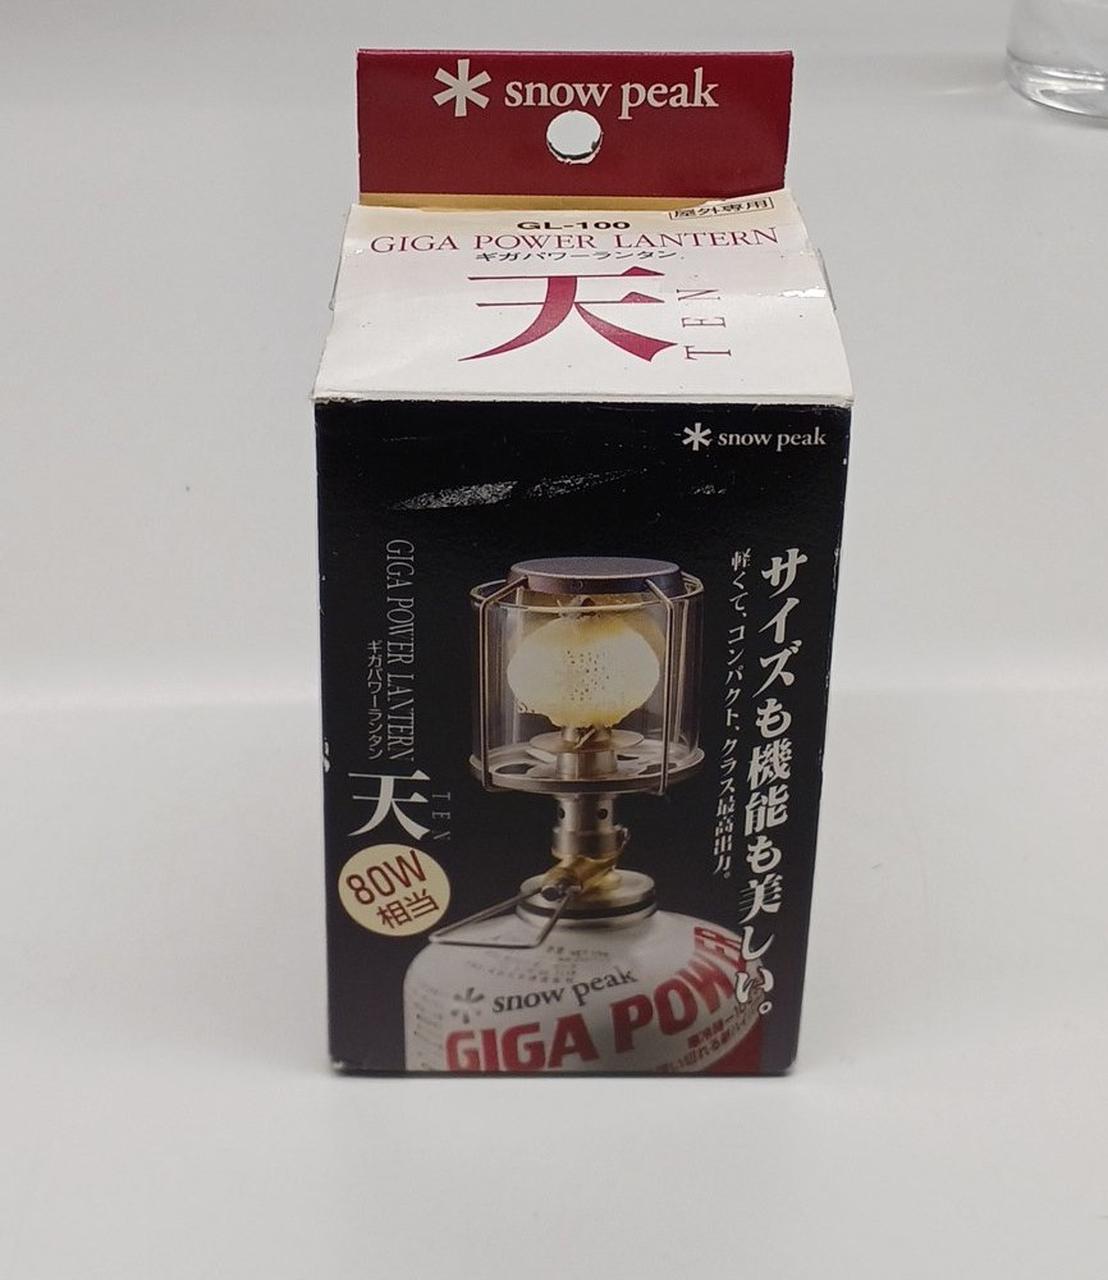 snow peak
屋外専用
GL-100
GIGA POWER LANTERN
ギガパワーランタン
天
TEN
snow peak
サイズも機能も美しい。
軽くて、コンパクト、クラス最高出力。
GIGA POWER LANTERN
ギガパワーランタン
天
TEN
80W
相当
snow peak
GIGA POWER